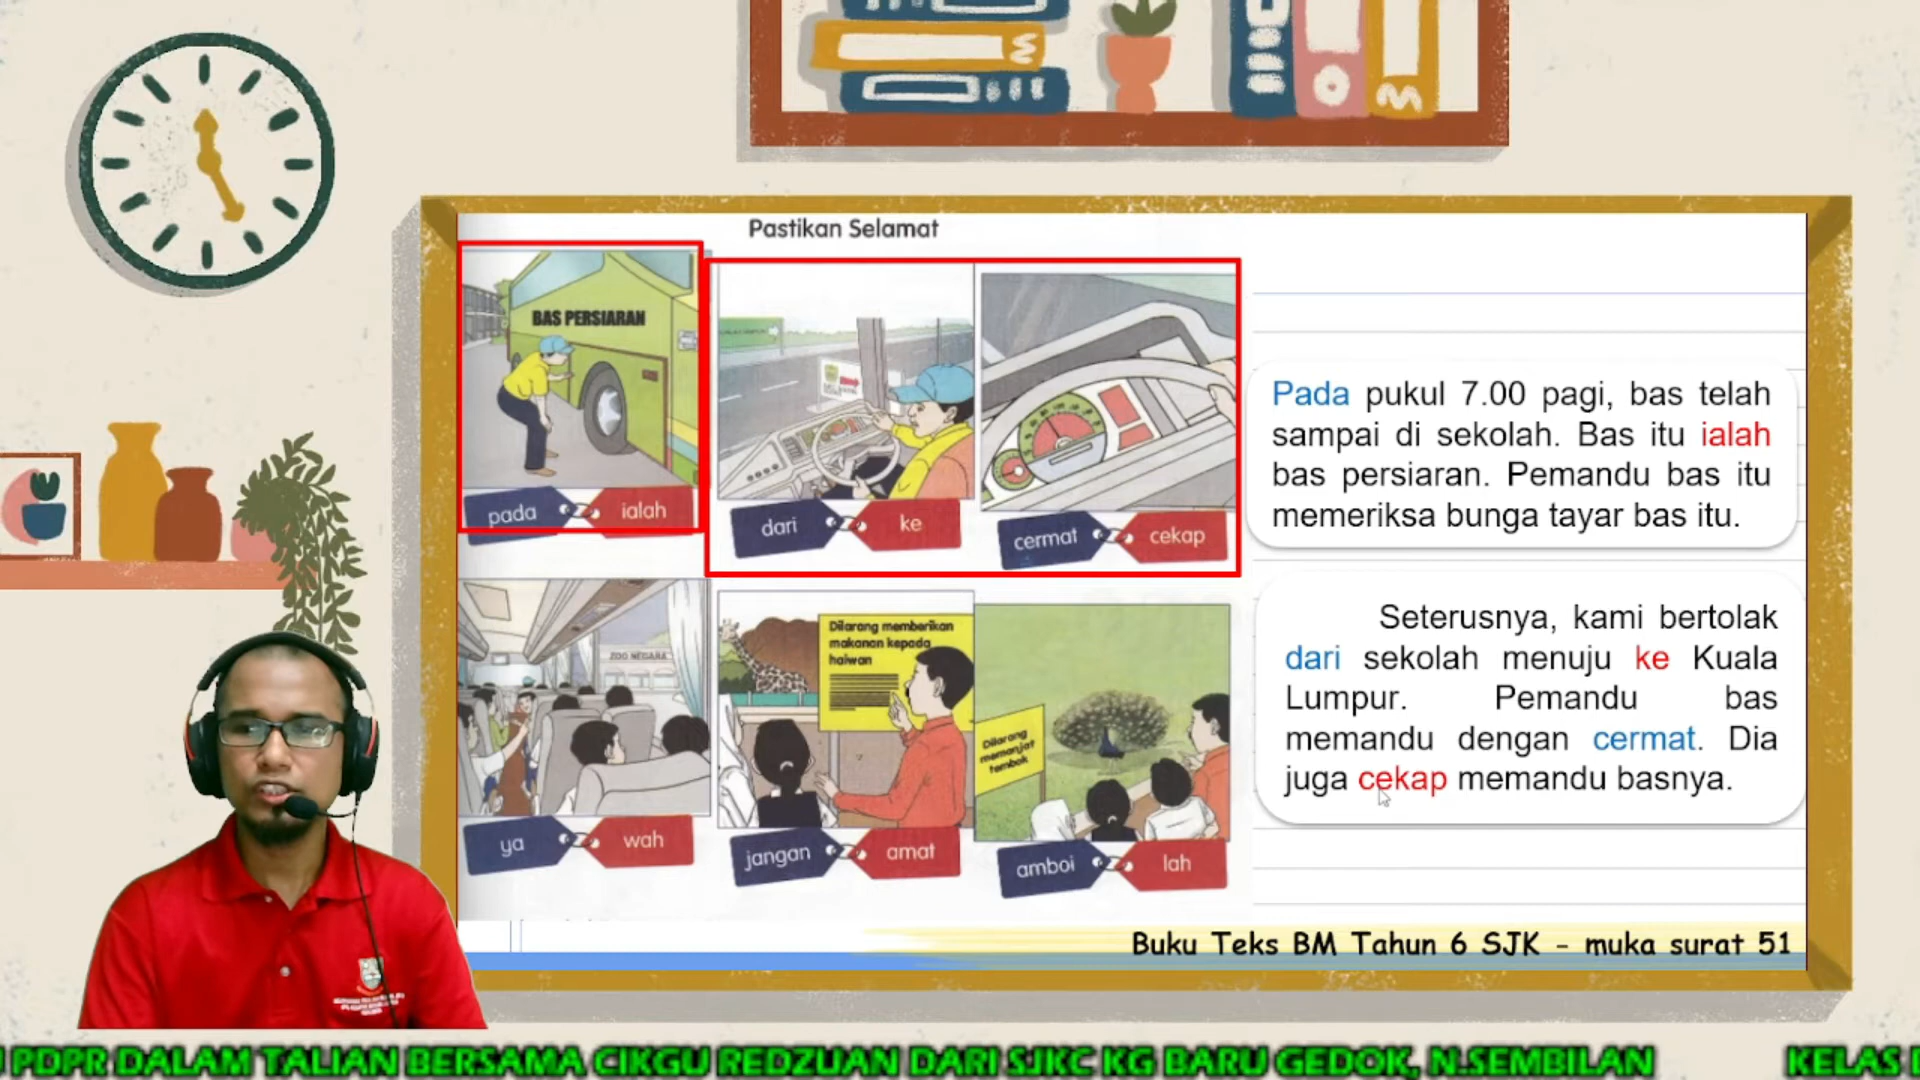 Pastikan Selamat
BAS PERSIARAN
pada ialah
dari ke
cermat cekap
ZOO NEGARA
Dilarang memberikan
makanan kepada
haiwan
Dilarang
memanjat
tembok
ya wah
jangan amat
amboi lah
Pada pukul 7.00 pagi, bas telah
sampai di sekolah. Bas itu ialah
bas persiaran. Pemandu bas itu
memeriksa bunga tayar bas itu.
Seterusnya, kami bertolak
dari sekolah menuju ke Kuala
Lumpur. Pemandu bas
memandu dengan cermat. Dia
juga cekap memandu basnya.
Buku Teks BM Tahun 6 SJK - muka surat 51
PDPR DALAM TALIAN BERSAMA CIKGU REDZUAN DARI SJKC KG BARU GEDOK, N.SEMBILAN KELAS